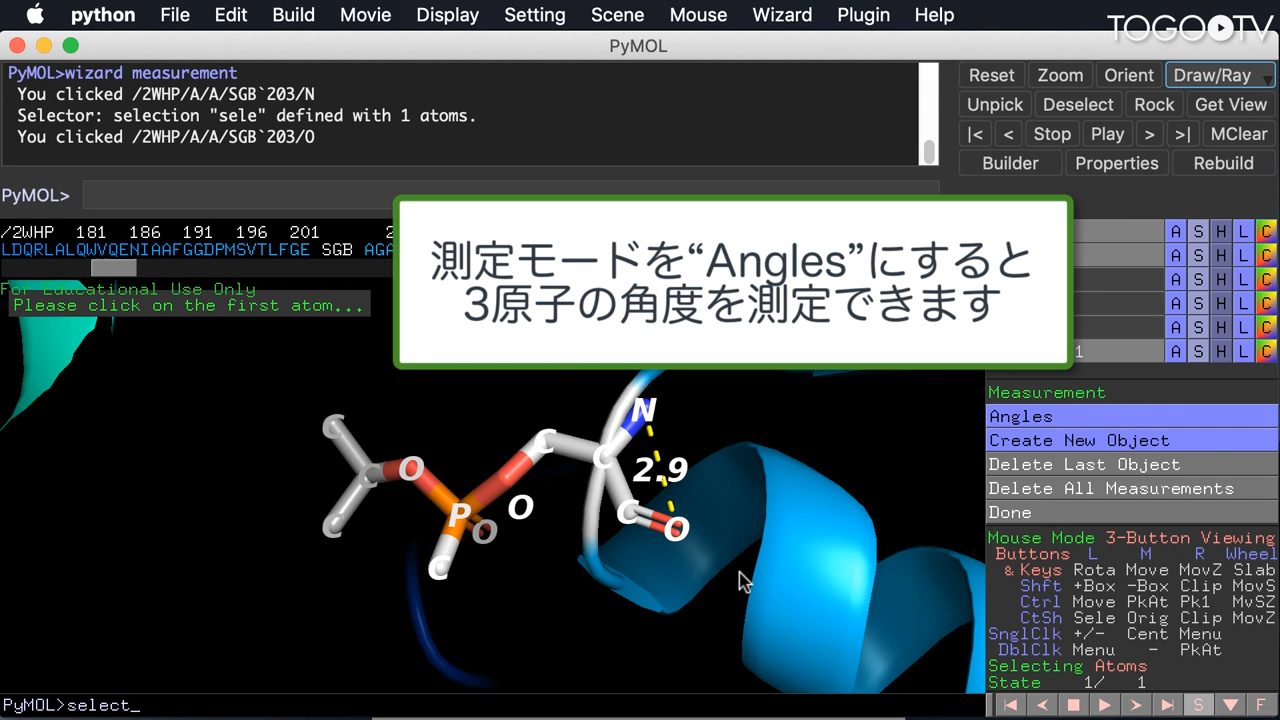 python File Edit Build Movie Display Setting Scene Mouse Wizard Plugin Help
TOGO TV
PyMOL
PyMOL>wizard measurement
You clicked /2WHP/A/A/SGB`203/N
Selector: selection "sele" defined with 1 atoms.
You clicked /2WHP/A/A/SGB`203/O
Reset Zoom Orient Draw/Ray
Unpick Deselect Rock Get View
|< < Stop Play > >| MClear
Builder Properties Rebuild
PyMOL>
/2WHP 181 186 191 196 201 2
LDQRLALQWVQENIAAFGGDPMSVTLFGE SGB AGA
For Educational Use Only
Please click on the first atom...
測定モードを“Angles”にすると
3原子の角度を測定できます
A S H L C
A S H L C
A S H L C
A S H L C
A S H L C
1 A S H L C
Measurement
Angles
Create New Object
Delete Last Object
Delete All Measurements
Done
N
C
C
2.9
C
O
C
O
P
O
O
C
C
Mouse Mode 3-Button Viewing
Buttons L M R Wheel
& Keys Rota Move MovZ Slab
Shft +Box -Box Clip MovS
Ctrl Move PkAt Pk1 MvSZ
CtSh Sele Orig Clip MovZ
SnglClk +/- Cent Menu
DblClk Menu - PkAt
Selecting Atoms
State 1/ 1
PyMOL>select_
S F